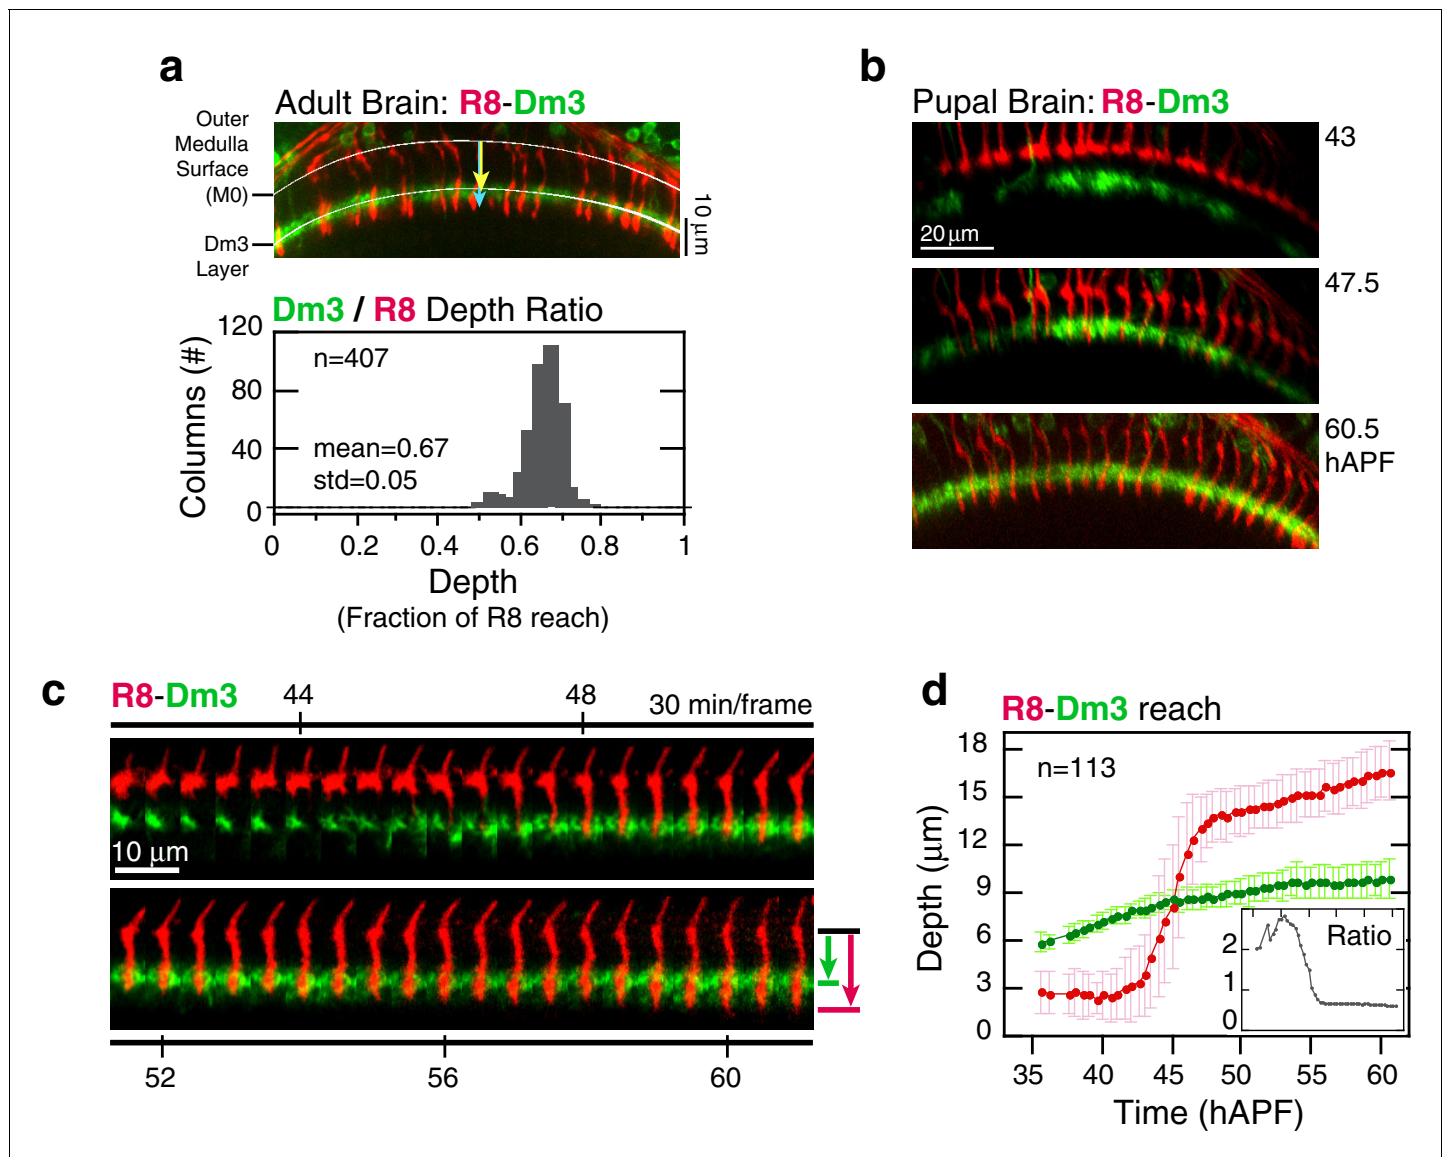 a
Adult Brain: R8-Dm3
Outer
Medulla
Surface
(M0)
Dm3
Layer
10 µm
Dm3 / R8 Depth Ratio
120
80
40
0
Columns (#)
n=407
mean=0.67
std=0.05
0 0.2 0.4 0.6 0.8 1
Depth
(Fraction of R8 reach)
b
Pupal Brain: R8-Dm3
43
20 µm
47.5
60.5
hAPF
c
R8-Dm3
44 48 30 min/frame
10 µm
52 56 60
d
R8-Dm3 reach
18
15
12
9
6
3
0
Depth (µm)
n=113
Ratio
2
1
0
35 40 45 50 55 60
Time (hAPF)